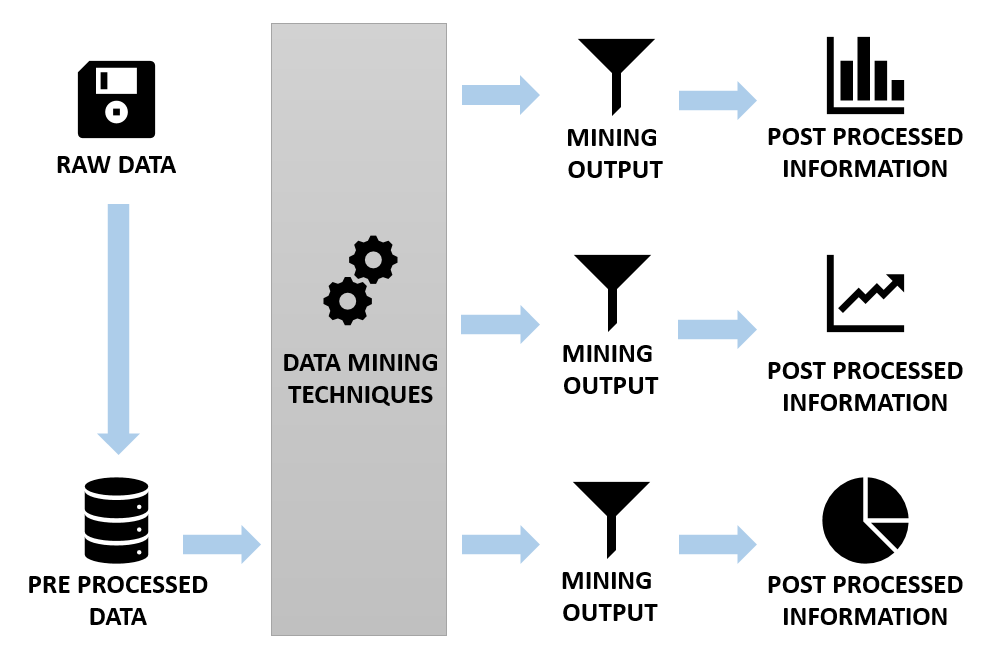 RAW DATA
PRE PROCESSED
DATA
DATA MINING
TECHNIQUES
MINING
OUTPUT
POST PROCESSED
INFORMATION
MINING
OUTPUT
POST PROCESSED
INFORMATION
MINING
OUTPUT
POST PROCESSED
INFORMATION